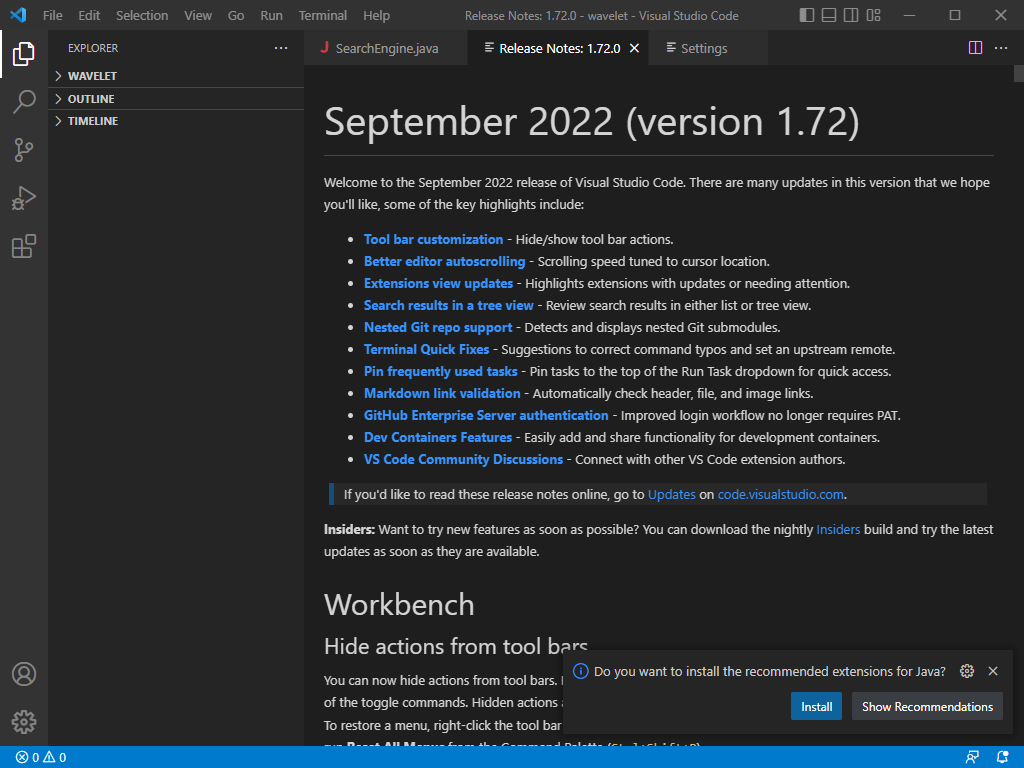 File Edit Selection View Go Run Terminal Help Release Notes: 1.72.0 - wavelet - Visual Studio Code
EXPLORER
WAVELET
OUTLINE
TIMELINE
J SearchEngine.java Release Notes: 1.72.0 Settings
September 2022 (version 1.72)
Welcome to the September 2022 release of Visual Studio Code. There are many updates in this version that we hope
you'll like, some of the key highlights include:
• Tool bar customization - Hide/show tool bar actions.
• Better editor autoscrolling - Scrolling speed tuned to cursor location.
• Extensions view updates - Highlights extensions with updates or needing attention.
• Search results in a tree view - Review search results in either list or tree view.
• Nested Git repo support - Detects and displays nested Git submodules.
• Terminal Quick Fixes - Suggestions to correct command typos and set an upstream remote.
• Pin frequently used tasks - Pin tasks to the top of the Run Task dropdown for quick access.
• Markdown link validation - Automatically check header, file, and image links.
• GitHub Enterprise Server authentication - Improved login workflow no longer requires PAT.
• Dev Containers Features - Easily add and share functionality for development containers.
• VS Code Community Discussions - Connect with other VS Code extension authors.
If you'd like to read these release notes online, go to Updates on code.visualstudio.com.
Insiders: Want to try new features as soon as possible? You can download the nightly Insiders build and try the latest
updates as soon as they are available.
Workbench
Hide actions from tool bars
You can now hide actions from tool bars.
of the toggle commands. Hidden actions
To restore a menu, right-click the tool bar
run Reset All Menus from the Command Palette (Ctrl+Shift+P)
Do you want to install the recommended extensions for Java?
Install Show Recommendations
0 0